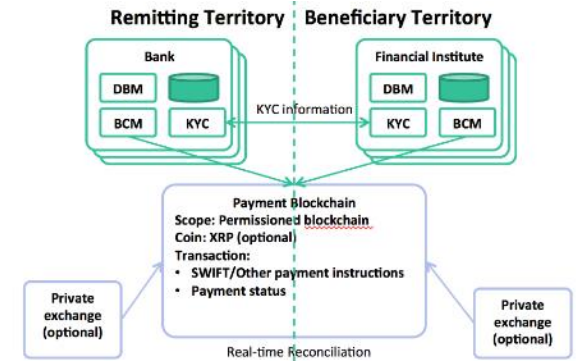 Remitting Territory
Beneficiary Territory
Bank
DBM
BCM
KYC
KYC information
Financial Institute
DBM
KYC
BCM
Payment Blockchain
Scope: Permissioned blockchain
Coin: XRP (optional)
Transaction:
• SWIFT/Other payment instructions
• Payment status
Private
exchange
(optional)
Private
exchange
(optional)
Real-time Reconciliation